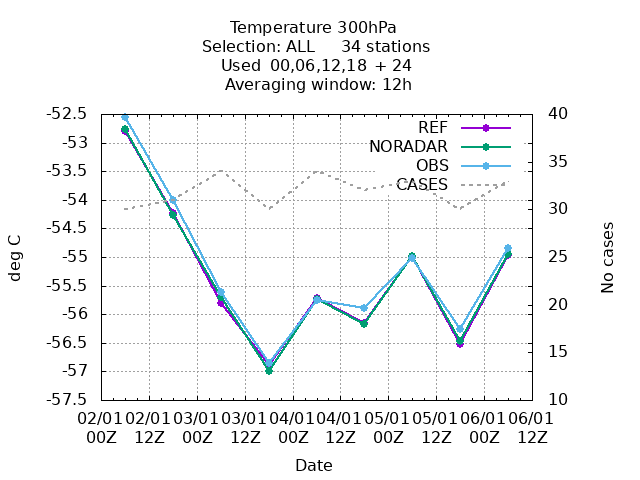 Temperature 300hPa
Selection: ALL 34 stations
Used 00,06,12,18 + 24
Averaging window: 12h
-52.5
-53
-53.5
-54
-54.5
-55
-55.5
-56
-56.5
-57
-57.5
deg C
REF
NORADAR
OBS
CASES
40
35
30
25
20
15
10
No cases
02/01 02/01 03/01 03/01 04/01 04/01 05/01 05/01 06/01 06/01
00Z 12Z 00Z 12Z 00Z 12Z 00Z 12Z 00Z 12Z
Date